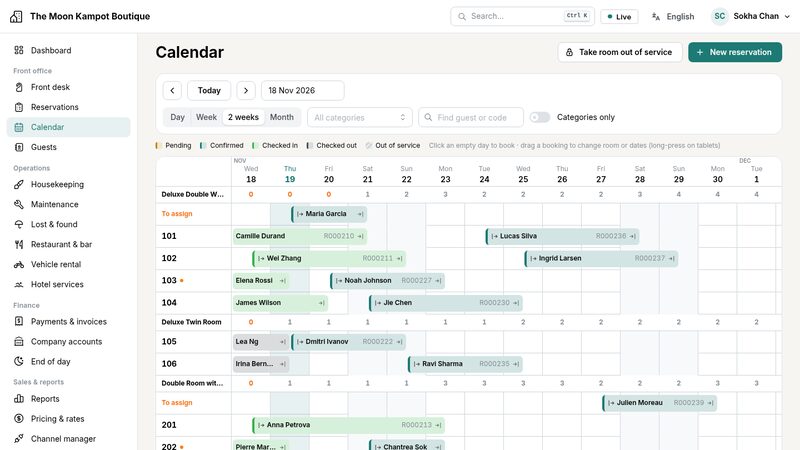 The Moon Kampot Boutique
Search...
Ctrl K
Live
English
SC
Sokha Chan
Dashboard
Front office
Front desk
Reservations
Calendar
Guests
Operations
Housekeeping
Maintenance
Lost & found
Restaurant & bar
Vehicle rental
Hotel services
Finance
Payments & invoices
Company accounts
End of day
Sales & reports
Reports
Pricing & rates
Channel manager
Calendar
Take room out of service
New reservation
Today
18 Nov 2026
Day Week 2 weeks Month
All categories
Find guest or code
Categories only
Pending Confirmed Checked in Checked out Out of service Click an empty day to book · drag a booking to change room or dates (long-press on tablets)
NOV DEC
Wed Thu Fri Sat Sun Mon Tue Wed Thu Fri Sat Sun Mon Tue
18 19 20 21 22 23 24 25 26 27 28 29 30 1
Deluxe Double W... 0 0 0 1 2 2 2 2 2 3 2 3 4 4
To assign Maria Garcia
101 Camille Durand R000210 Lucas Silva R000236
102 Wei Zhang R000211 Ingrid Larsen R000237
103 Elena Rossi Noah Johnson R000227
104 James Wilson Jie Chen R000230
Deluxe Twin Room 0 1 1 1 1 1 1 2 2 2 2 2 2 2
105 Lea Ng Dmitri Ivanov R000222
106 Irina Bern... Ravi Sharma R000235
Double Room wit... 0 1 1 1 1 3 3 3 3 2 2 2 3 3
To assign Julien Moreau R000239
201 Anna Petrova R000213
202 Pierre Mar... Chantrea Sok